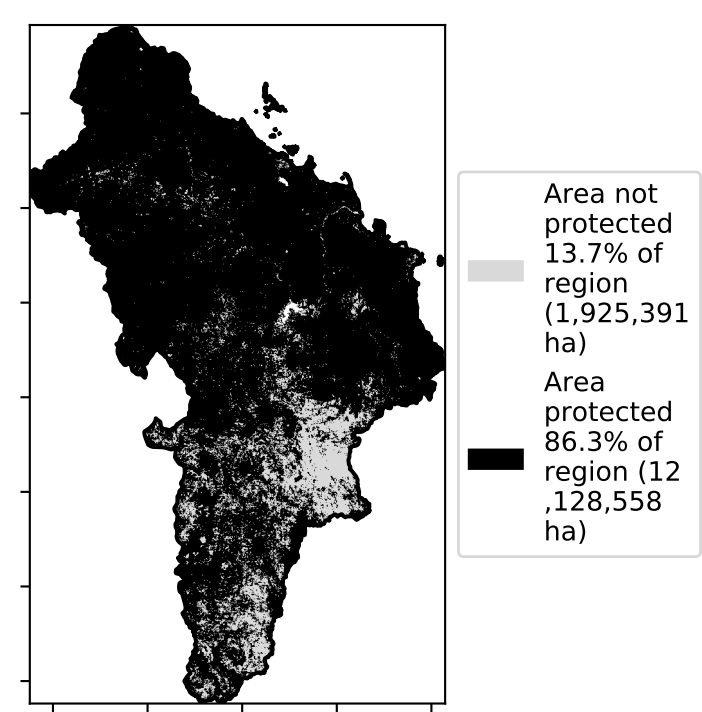 Area not
protected
13.7% of
region
(1,925,391
ha)
Area
protected
86.3% of
region (12
,128,558
ha)